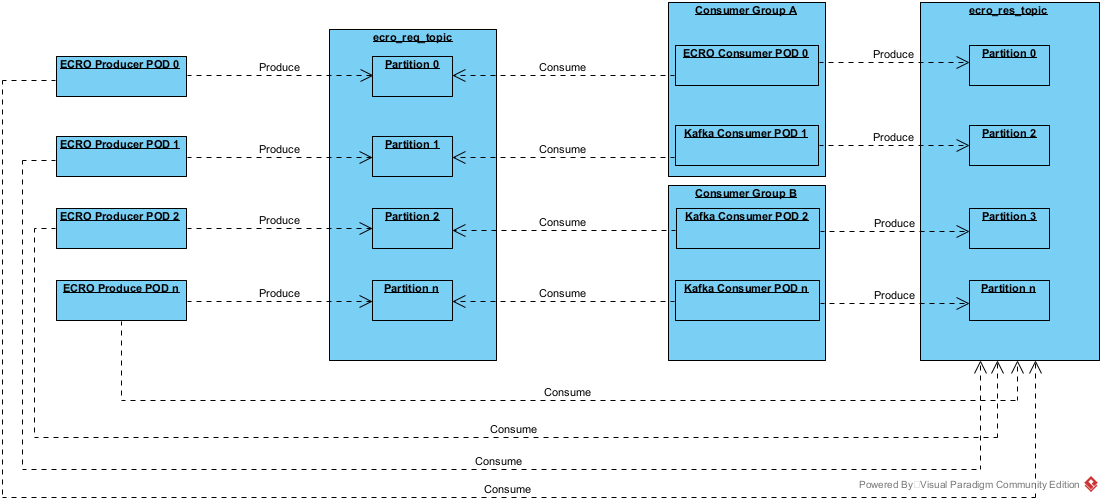 Consumer Group A
ecro_res_topic
ecro_req_topic
ECRO Producer POD 0
Produce
Partition 0
Consume
ECRO Consumer POD 0
Produce
Partition 0
ECRO Producer POD 1
Produce
Partition 1
Consume
Kafka Consumer POD 1
Produce
Partition 2
Consumer Group B
ECRO Producer POD 2
Produce
Partition 2
Consume
Kafka Consumer POD 2
Produce
Partition 3
ECRO Produce POD n
Produce
Partition n
Consume
Kafka Consumer POD n
Produce
Partition n
Consume
Consume
Consume
Consume
Powered By Visual Paradigm Community Edition